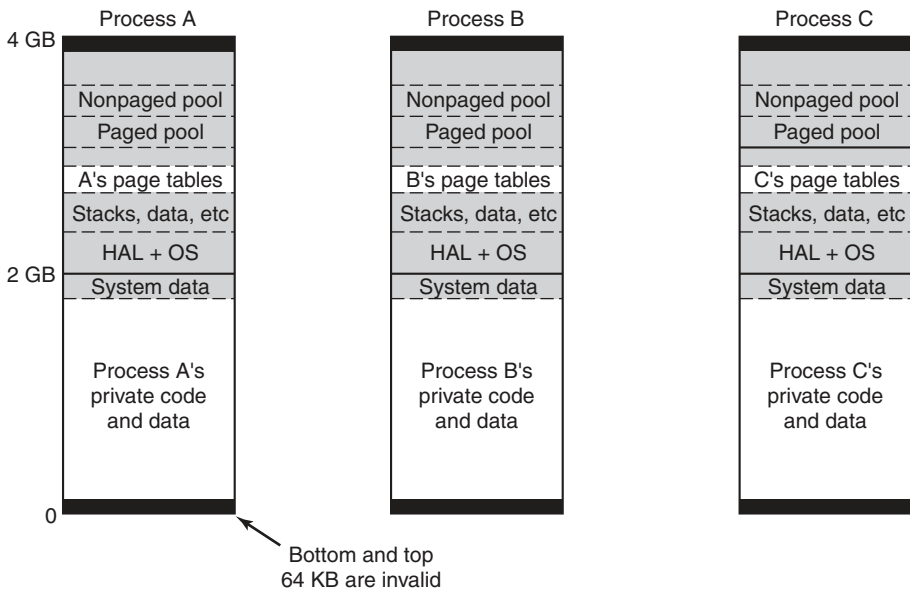 Process A
Process B
Process C
4 GB
Nonpaged pool
Nonpaged pool
Nonpaged pool
Paged pool
Paged pool
Paged pool
A's page tables
B's page tables
C's page tables
Stacks, data, etc
Stacks, data, etc
Stacks, data, etc
HAL + OS
HAL + OS
HAL + OS
2 GB
System data
System data
System data
Process A's
private code
and data
Process B's
private code
and data
Process C's
private code
and data
0
Bottom and top
64 KB are invalid